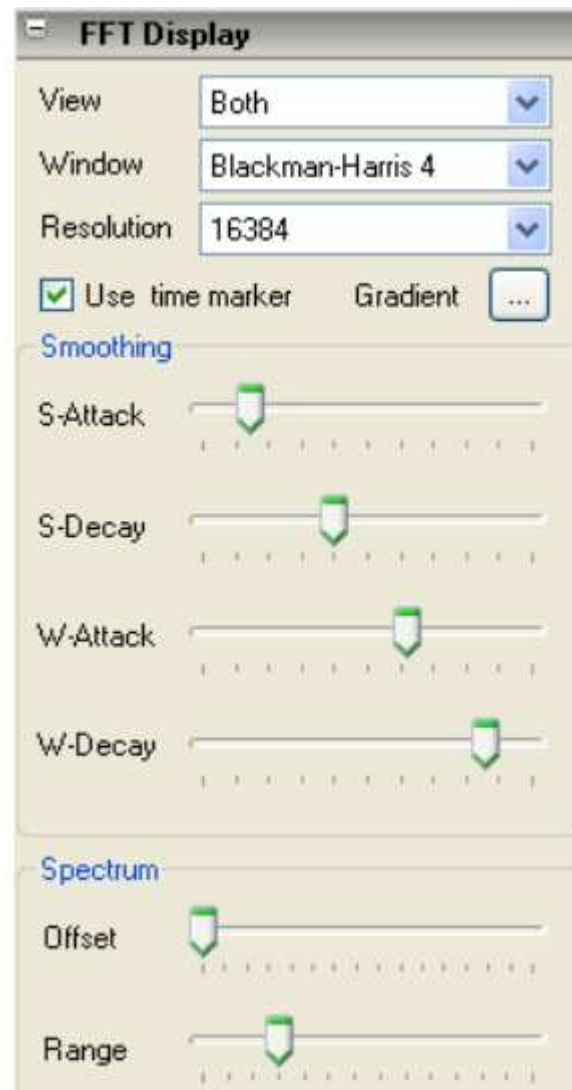 FFT Display
View Both
Window Blackman-Harris 4
Resolution 16384
Use time marker Gradient ...
Smoothing
S-Attack
S-Decay
W-Attack
W-Decay
Spectrum
Offset
Range